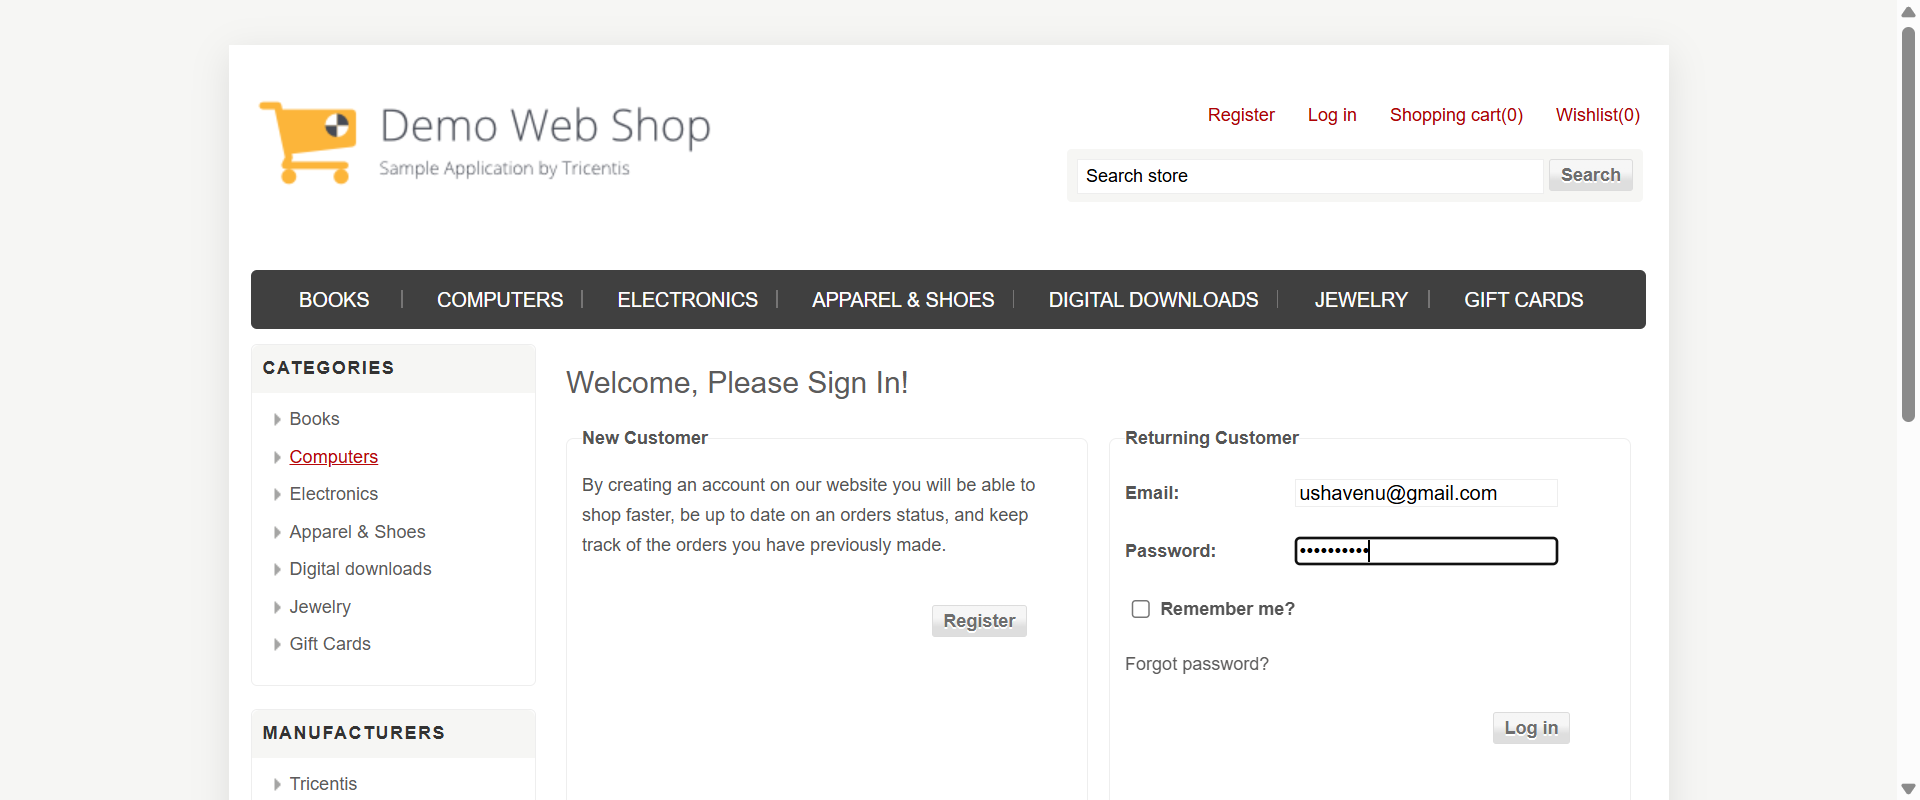 Demo Web Shop
Sample Application by Tricentis
Register Log in Shopping cart(0) Wishlist(0)
Search store Search
BOOKS COMPUTERS ELECTRONICS APPAREL & SHOES DIGITAL DOWNLOADS JEWELRY GIFT CARDS
CATEGORIES
Books
Computers
Electronics
Apparel & Shoes
Digital downloads
Jewelry
Gift Cards
MANUFACTURERS
Tricentis
Welcome, Please Sign In!
New Customer
By creating an account on our website you will be able to
shop faster, be up to date on an orders status, and keep
track of the orders you have previously made.
Register
Returning Customer
Email: ushavenu@gmail.com
Password: ••••••••••
Remember me?
Forgot password?
Log in